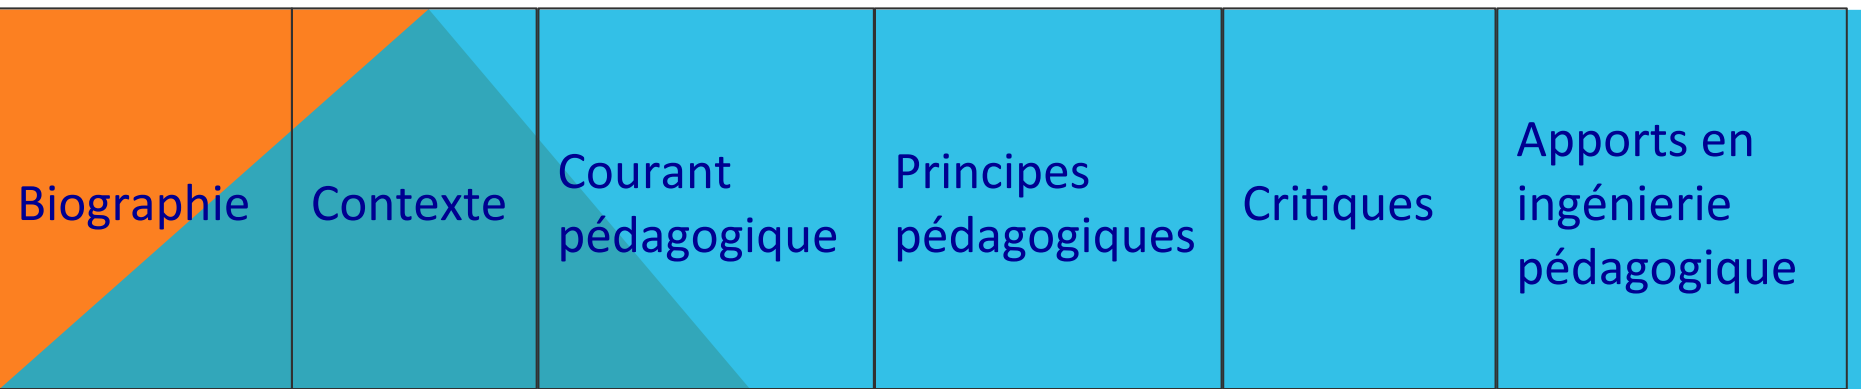 Biographie
Contexte
Courant
pédagogique
Principes
pédagogiques
Critiques
Apports en
ingénierie
pédagogique